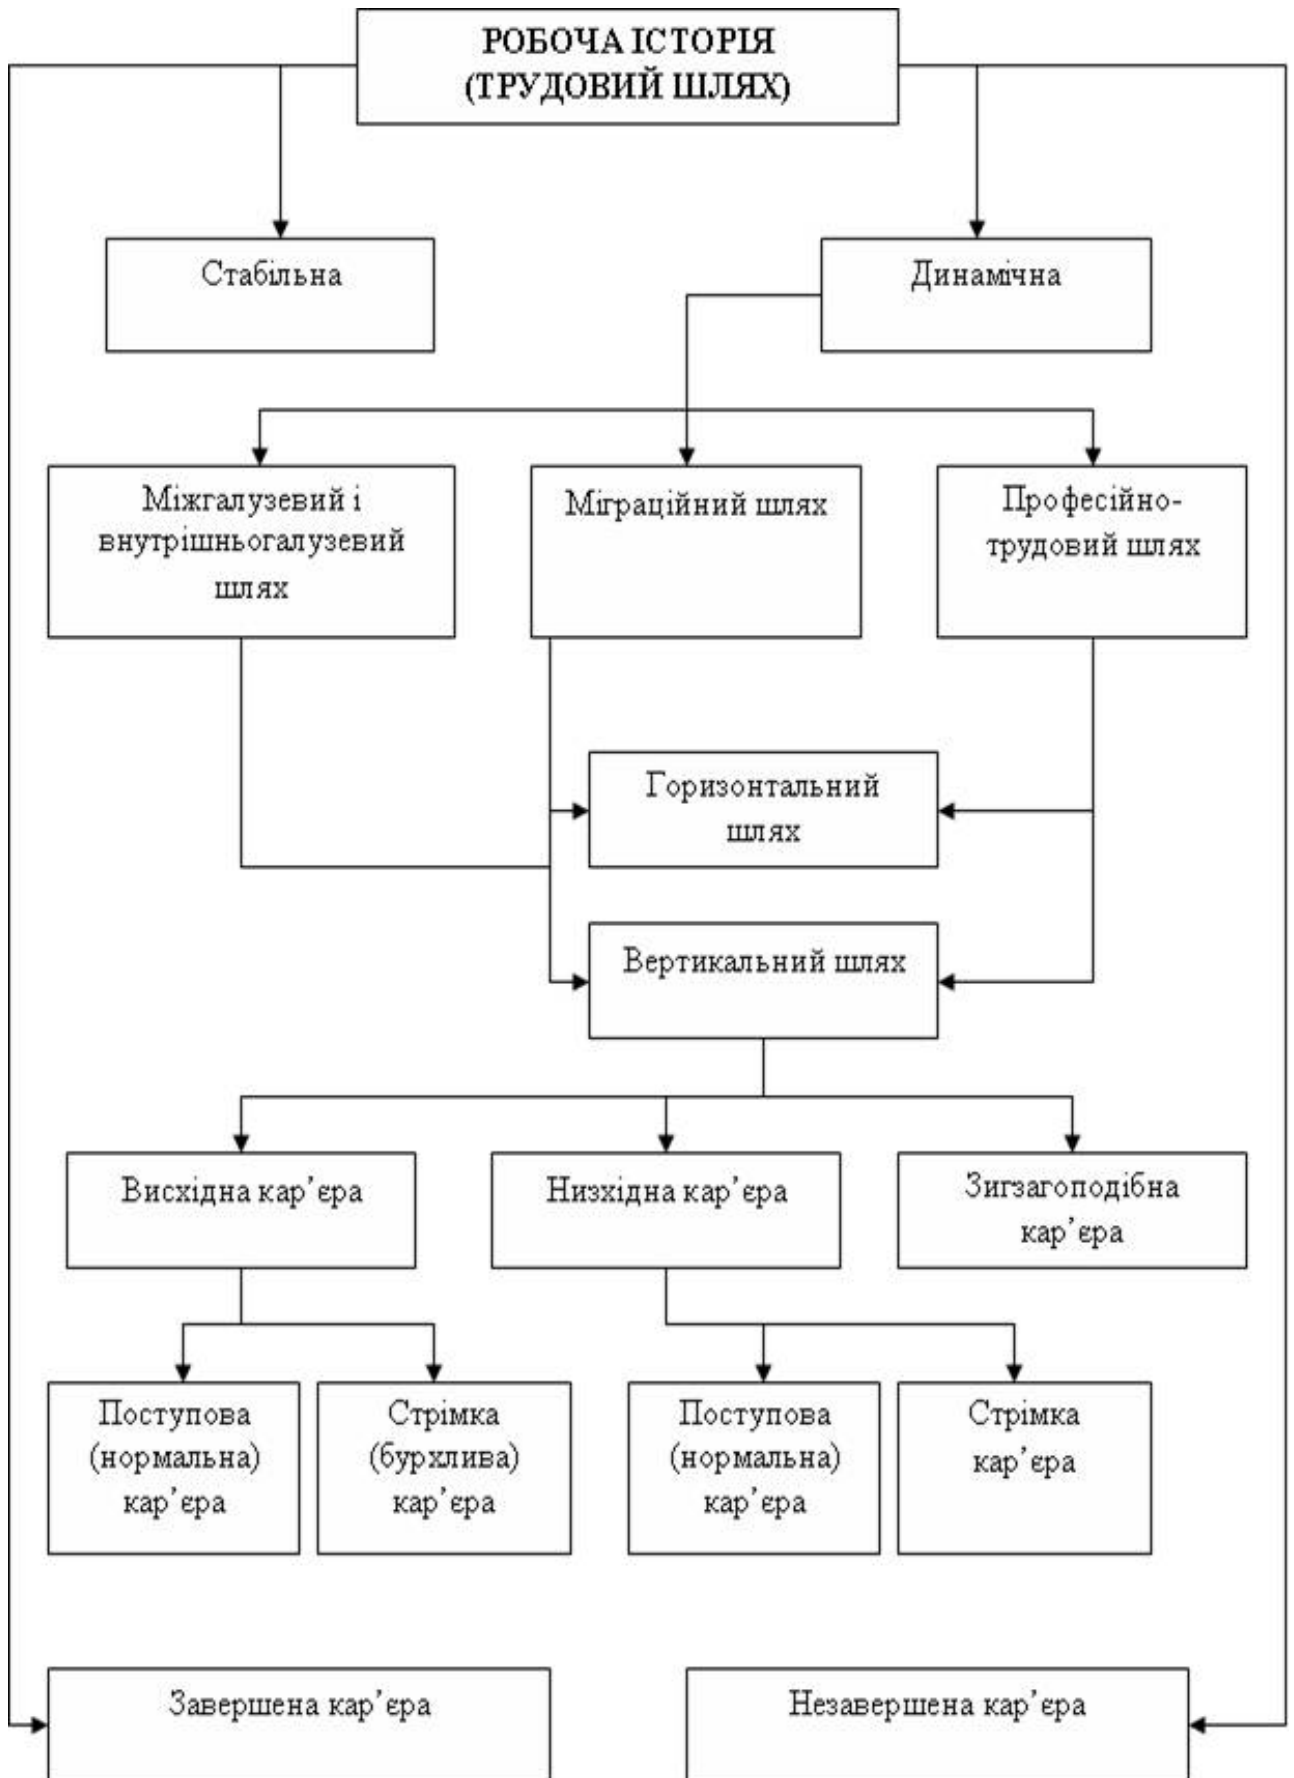 РОБОЧА ІСТОРІЯ
(ТРУДОВИЙ ШЛЯХ)
Стабільна
Динамічна
Міжгалузевий і
внутрішньогалузевий
шлях
Міграційний шлях
Професійно-
трудовий шлях
Горизонтальний
шлях
Вертикальний шлях
Висхідна кар’єра
Низхідна кар’єра
Зигзагоподібна
кар’єра
Поступова
(нормальна)
кар’єра
Стрімка
(бурхлива)
кар’єра
Поступова
(нормальна)
кар’єра
Стрімка
кар’єра
Завершена кар’єра
Незавершена кар’єра